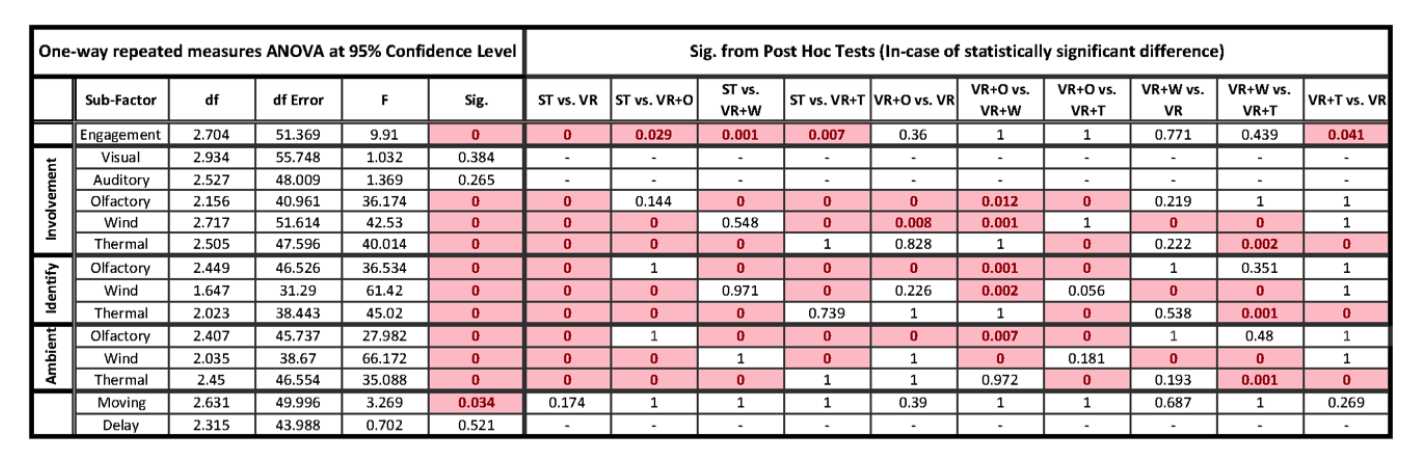 One-way repeated measures ANOVA at 95% Confidence Level Sig. from Post Hoc Tests (In-case of statistically significant difference)
Sub-Factor df df Error F Sig. ST vs. VR ST vs. VR+O ST vs. VR+W ST vs. VR+T VR+O vs. VR VR+O vs. VR+W VR+O vs. VR+T VR+W vs. VR VR+W vs. VR+T VR+T vs. VR
Engagement 2.704 51.369 9.91 0 0 0.029 0.001 0.007 0.36 1 1 0.771 0.439 0.041
Involvement
Visual 2.934 55.748 1.032 0.384 - - - - - - - - - -
Auditory 2.527 48.009 1.369 0.265 - - - - - - - - - -
Olfactory 2.156 40.961 36.174 0 0 0.144 0 0 0 0.012 0 0.219 1 1
Wind 2.717 51.614 42.53 0 0 0 0.548 0 0.008 0.001 1 0 0 1
Thermal 2.505 47.596 40.014 0 0 0 0 1 0.828 1 0 0.222 0.002 0
Identify
Olfactory 2.449 46.526 36.534 0 0 1 0 0 0 0.001 0 1 0.351 1
Wind 1.647 31.29 61.42 0 0 0 0.971 0 0.226 0.002 0.056 0 0 1
Thermal 2.023 38.443 45.02 0 0 0 0 0.739 1 1 0 0.538 0.001 0
Ambient
Olfactory 2.407 45.737 27.982 0 0 1 0 0 0 0.007 0 1 0.48 1
Wind 2.035 38.67 66.172 0 0 0 1 0 1 0 0.181 0 0 1
Thermal 2.45 46.554 35.088 0 0 0 0 1 1 0.972 0 0.193 0.001 0
Moving 2.631 49.996 3.269 0.034 0.174 1 1 1 0.39 1 1 0.687 1 0.269
Delay 2.315 43.988 0.702 0.521 - - - - - - - - - -